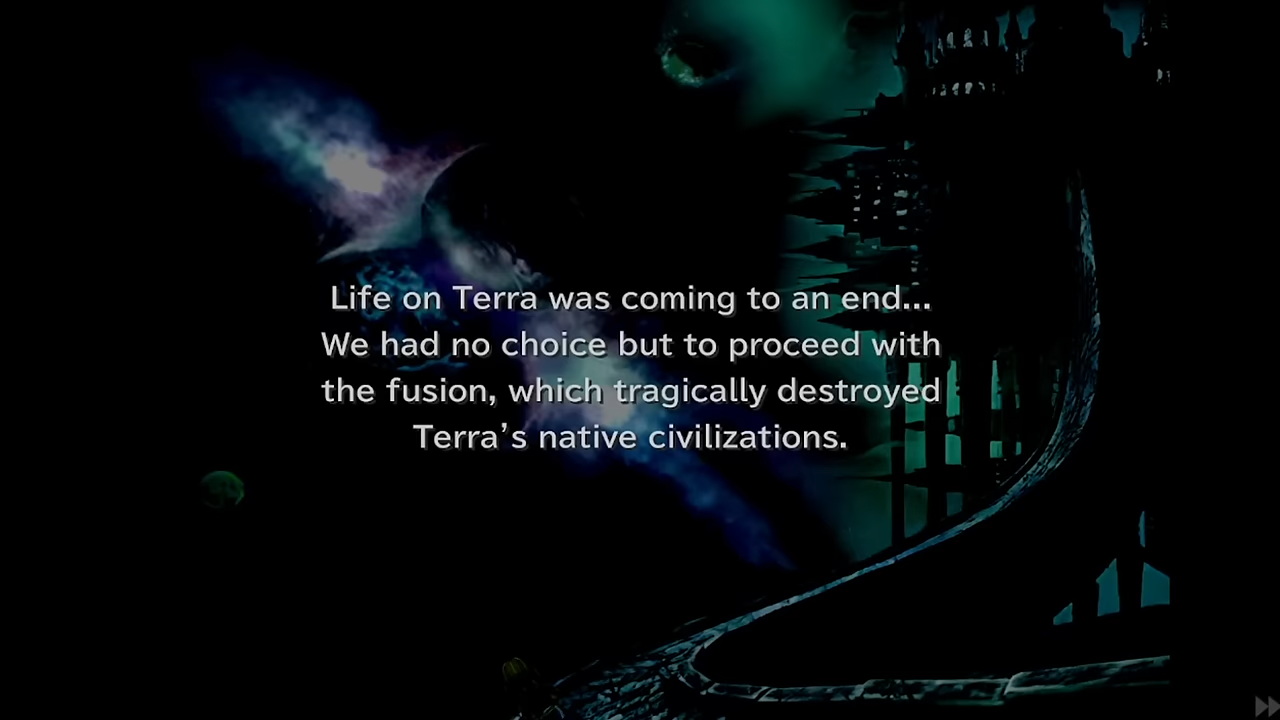 Life on Terra was coming to an end...
We had no choice but to proceed with
the fusion, which tragically destroyed
Terra's native civilizations.